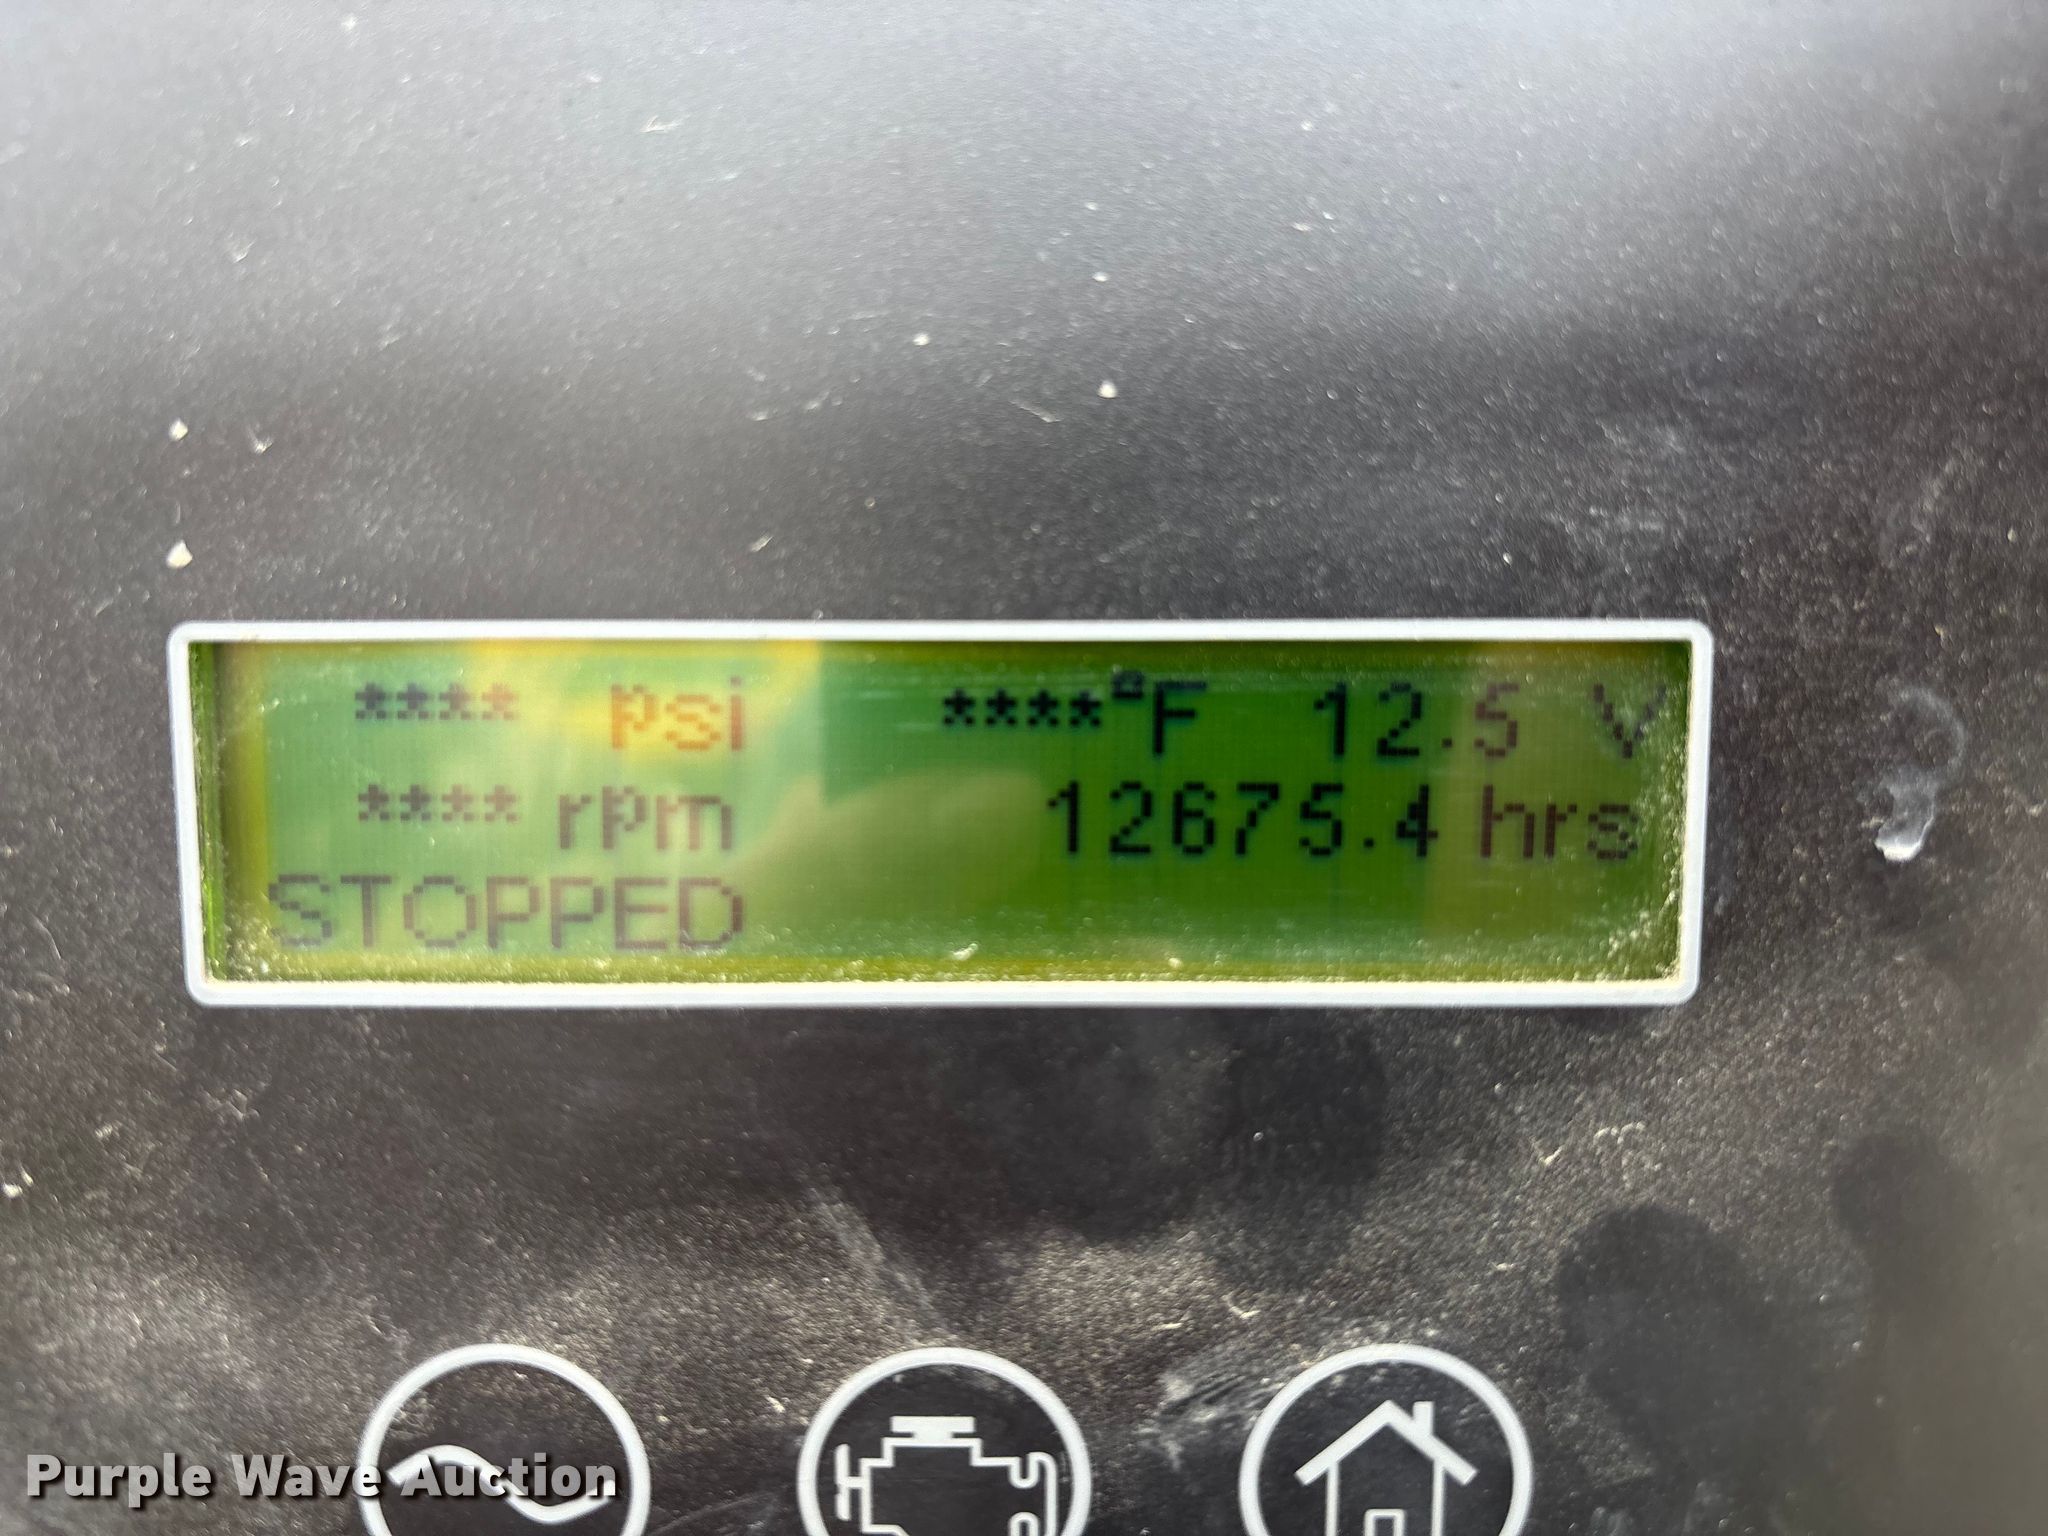 **** psi ****°F 12.5 V
**** rpm 12675.4 hrs
STOPPED
Purple Wave Auction